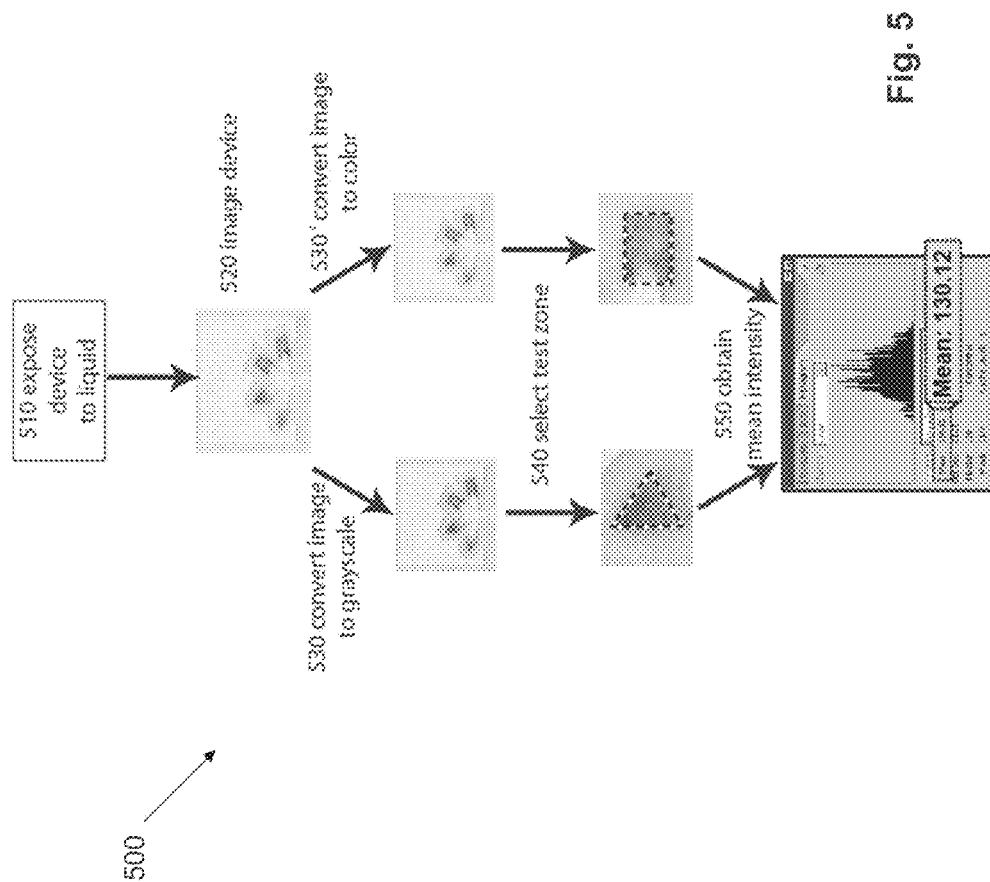 500
S10 expose
device
to liquid
S20 image device
S30 convert image
to grayscale
S30' convert image
to color
S40 select test zone
S50 obtain
mean intensity
Mean: 130.12
Fig. 5